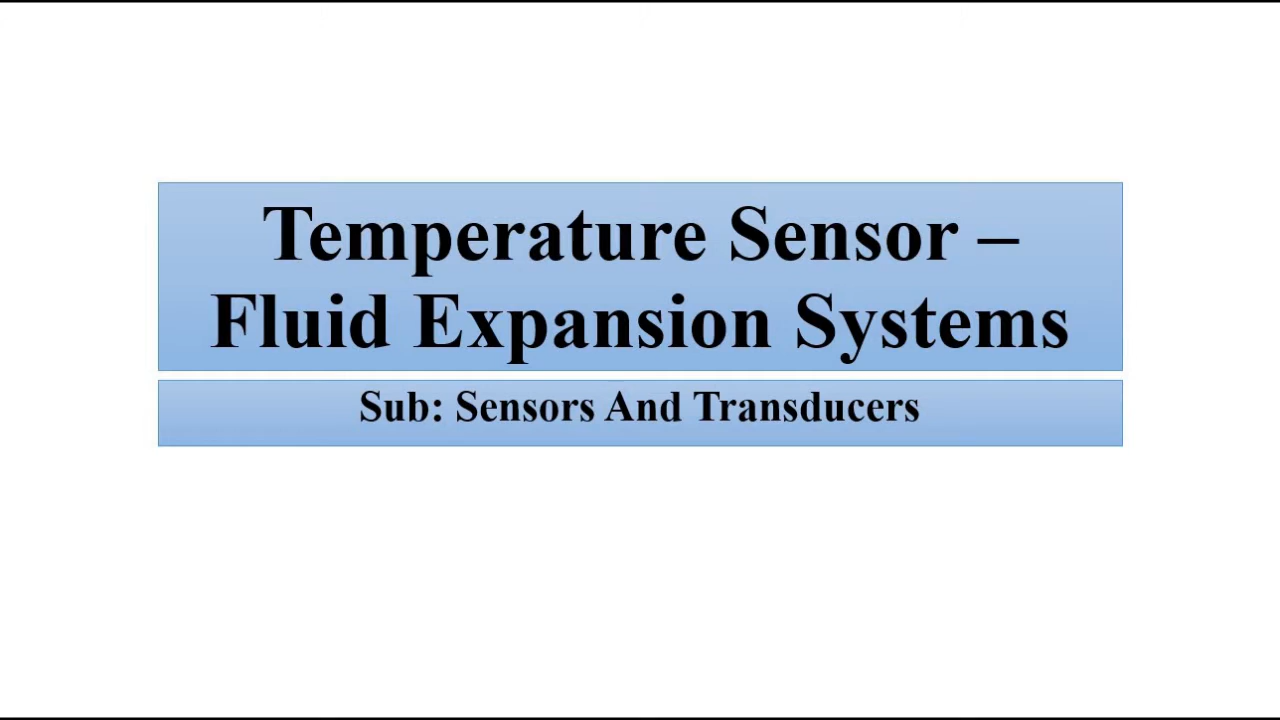 Temperature Sensor –
Fluid Expansion Systems
Sub: Sensors And Transducers